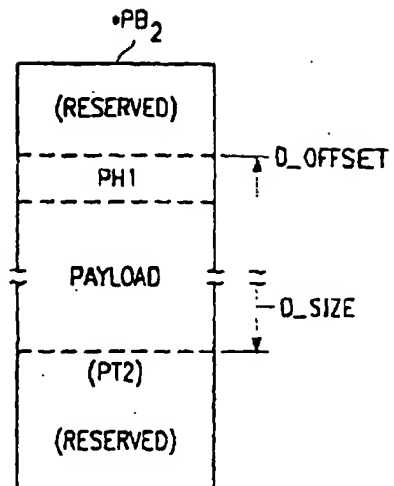 •PB2
(RESERVED)
D_OFFSET
PH1
PAYLOAD
D_SIZE
(PT2)
(RESERVED)